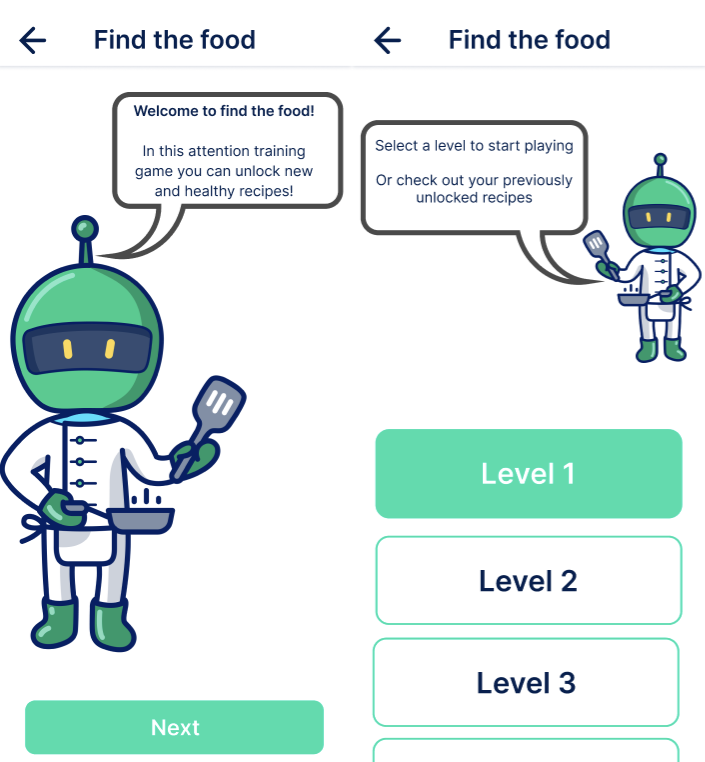 Find the food
Welcome to find the food!
In this attention training
game you can unlock new
and healthy recipes!
Next
Find the food
Select a level to start playing
Or check out your previously
unlocked recipes
Level 1
Level 2
Level 3